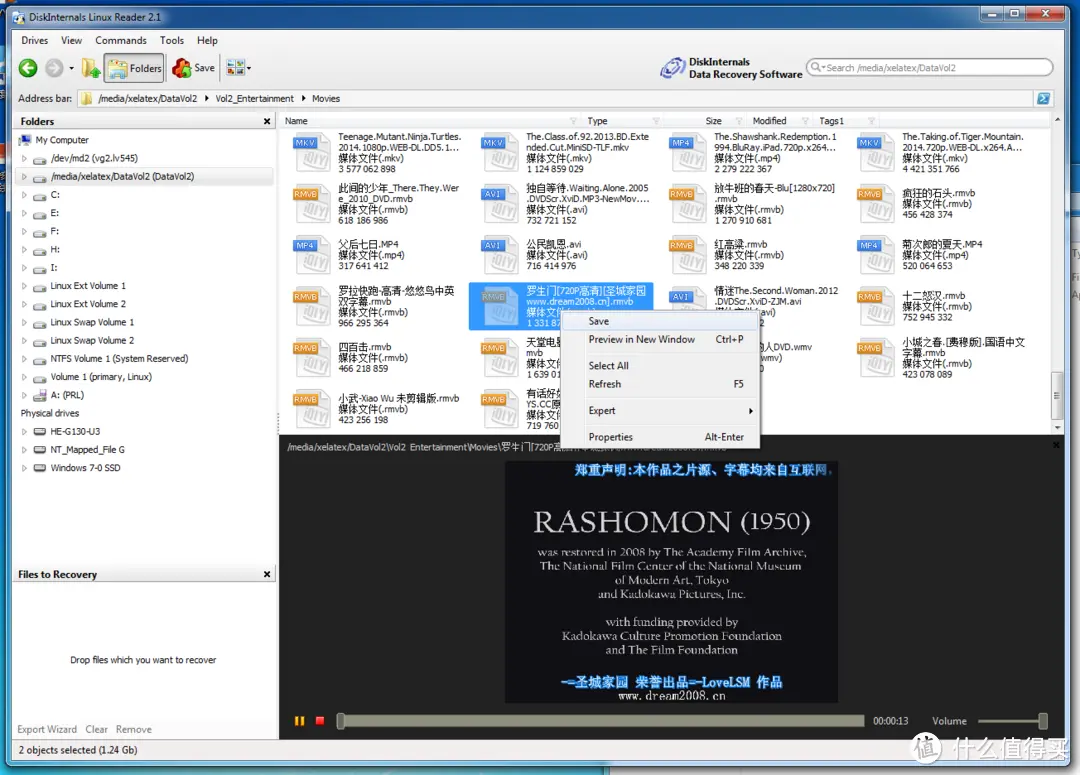 DiskInternals Linux Reader 2.1
Drives View Commands Tools Help
Folders Save
DiskInternals
Data Recovery Software
Search /media/xelatex/DataVol2
Address bar: /media/xelatex/DataVol2 Vol2_Entertainment Movies
Folders
My Computer
/dev/md2 (vg2.lv545)
/media/xelatex/DataVol2 (DataVol2)
C:
E:
F:
H:
I:
Linux Ext Volume 1
Linux Ext Volume 2
Linux Swap Volume 1
Linux Swap Volume 2
NTFS Volume 1 (System Reserved)
Volume 1 (primary, Linux)
A: (PRL)
Physical drives
HE-G130-U3
NT_Mapped_File G
Windows 7-0 SSD
Files to Recovery
Drop files which you want to recover
Export Wizard Clear Remove
2 objects selected (1.24 Gb)
Name Type Size Modified Tags1
MKV
Teenage.Mutant.Ninja.Turtles.
2014.1080p.WEB-DL.DD5.1...
媒体文件(.mkv)
3 577 062 898
MKV
The.Class.of.92.2013.BD.Exte
nded.Cut.MiniSD-TLF.mkv
媒体文件(.mkv)
1 124 859 029
MP4
The.Shawshank.Redemption.1
994.BluRay.iPad.720p.x264...
媒体文件(.mp4)
2 279 222 367
MKV
The.Taking.of.Tiger.Mountain.
2014.720p.WEB-DL.x264.A...
媒体文件(.mkv)
4 421 351 766
RMVB
此间的少年_There.They.Wer
e_2010_DVD.rmvb
媒体文件(.rmvb)
618 186 986
AVI
独自等待.Waiting.Alone.2005
.DVDScr.XviD.MP3-NewMov....
媒体文件(.avi)
732 721 152
RMVB
放牛班的春天-Blu[1280x720]
.rmvb
媒体文件(.rmvb)
1 270 910 681
RMVB
疯狂的石头.rmvb
媒体文件(.rmvb)
456 428 374
MP4
父后七日.MP4
媒体文件(.mp4)
317 641 412
AVI
公民凯恩.avi
媒体文件(.avi)
716 414 976
RMVB
红高粱.rmvb
媒体文件(.rmvb)
348 220 339
MP4
菊次郎的夏天.MP4
媒体文件(.mp4)
520 064 653
RMVB
罗拉快跑-高清-悠悠鸟中英
双字幕.rmvb
媒体文件(.rmvb)
966 295 364
RMVB
罗生门[720P高清][圣城家园
www.dream2008.cn].rmvb
媒体文件
1 331 87
AVI
情迷The.Second.Woman.2012
.DVDScr.XviD-ZJM.avi
RMVB
十二怒汉.rmvb
媒体文件(.rmvb)
752 945 332
RMVB
四百击.rmvb
媒体文件(.rmvb)
466 218 859
RMVB
天堂电
mvb
媒体文件
1 639 01
人_DVD.wmv
wmv)
RMVB
小城之春.[费穆版].国语中文
字幕.rmvb
媒体文件(.rmvb)
423 078 089
RMVB
小武-Xiao Wu 未剪辑版.rmvb
媒体文件(.rmvb)
423 256 198
RMVB
有话好
YS.CC
媒体文件
719 760
Save
Preview in New Window Ctrl+P
Select All
Refresh F5
Expert
Properties Alt-Enter
/media/xelatex/DataVol2\Vol2_Entertainment\Movies\罗生门[720P高
郑重声明:本作品之片源、字幕均来自互联网,
RASHOMON (1950)
was restored in 2008 by The Academy Film Archive,
The National Film Center of the National Museum
of Modern Art, Tokyo
and Kadokawa Pictures, Inc.
with funding provided by
Kadokawa Culture Promotion Foundation
and The Film Foundation
-=圣城家园 荣誉出品=-LoveLSM 作品
www.dream2008.cn
00:00:13 Volume
值 什么值得买